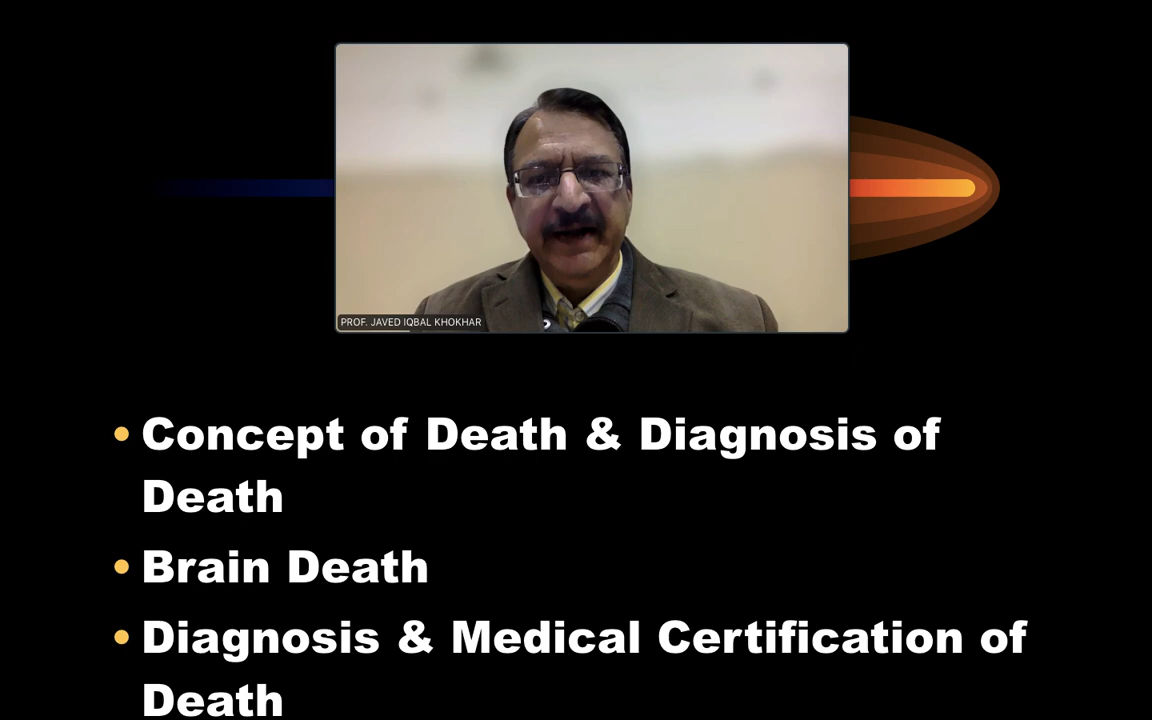 PROF. JAVED IQBAL KHOKHAR
• Concept of Death & Diagnosis of
Death
• Brain Death
• Diagnosis & Medical Certification of
Death